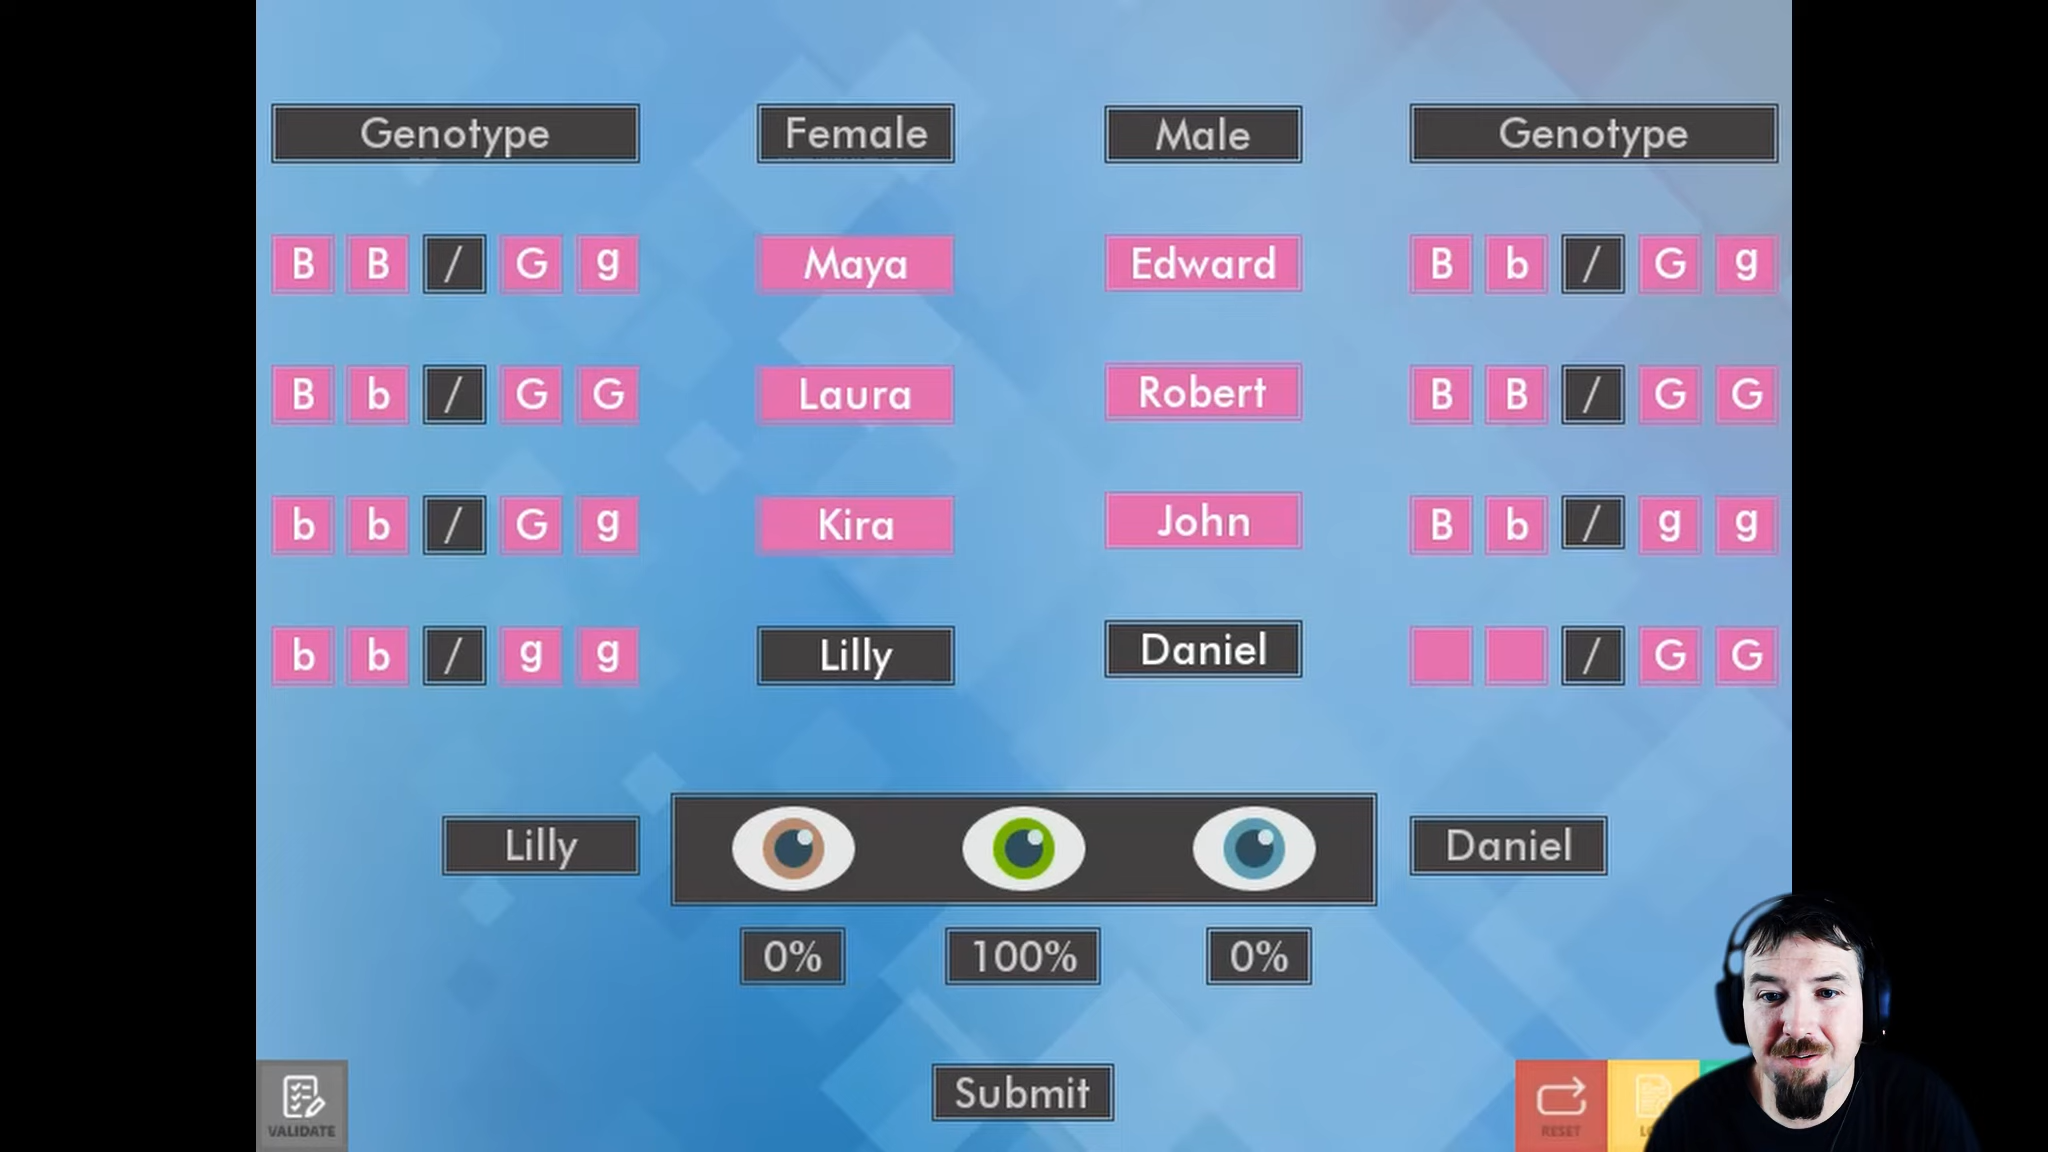 Genotype Female Male Genotype
B B / G g Maya Edward B b / G g
B b / G G Laura Robert B B / G G
b b / G g Kira John B b / g g
b b / g g Lilly Daniel / G G
Lilly Daniel
0% 100% 0%
Submit
VALIDATE
RESET